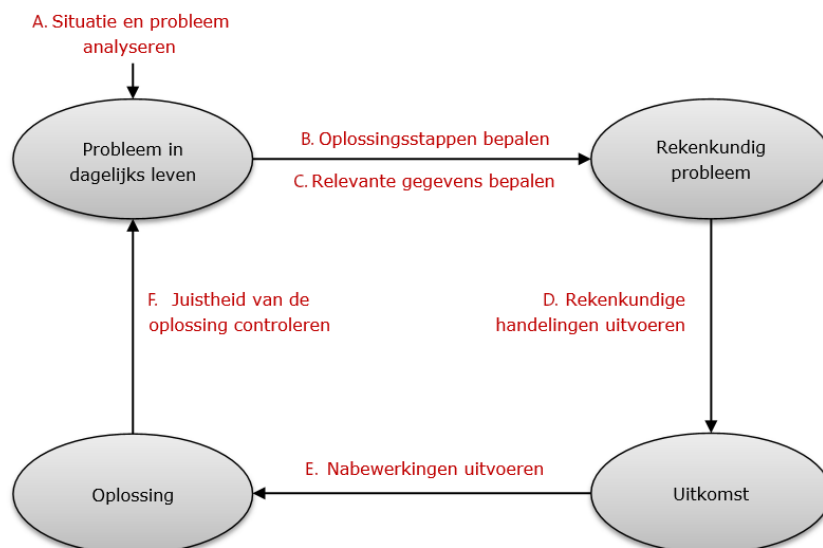 A. Situatie en probleem
analyseren
Probleem in
dagelijks leven
B. Oplossingsstappen bepalen
C. Relevante gegevens bepalen
Rekenkundig
probleem
F. Juistheid van de
oplossing controleren
D. Rekenkundige
handelingen uitvoeren
Oplossing
E. Nabewerkingen uitvoeren
Uitkomst